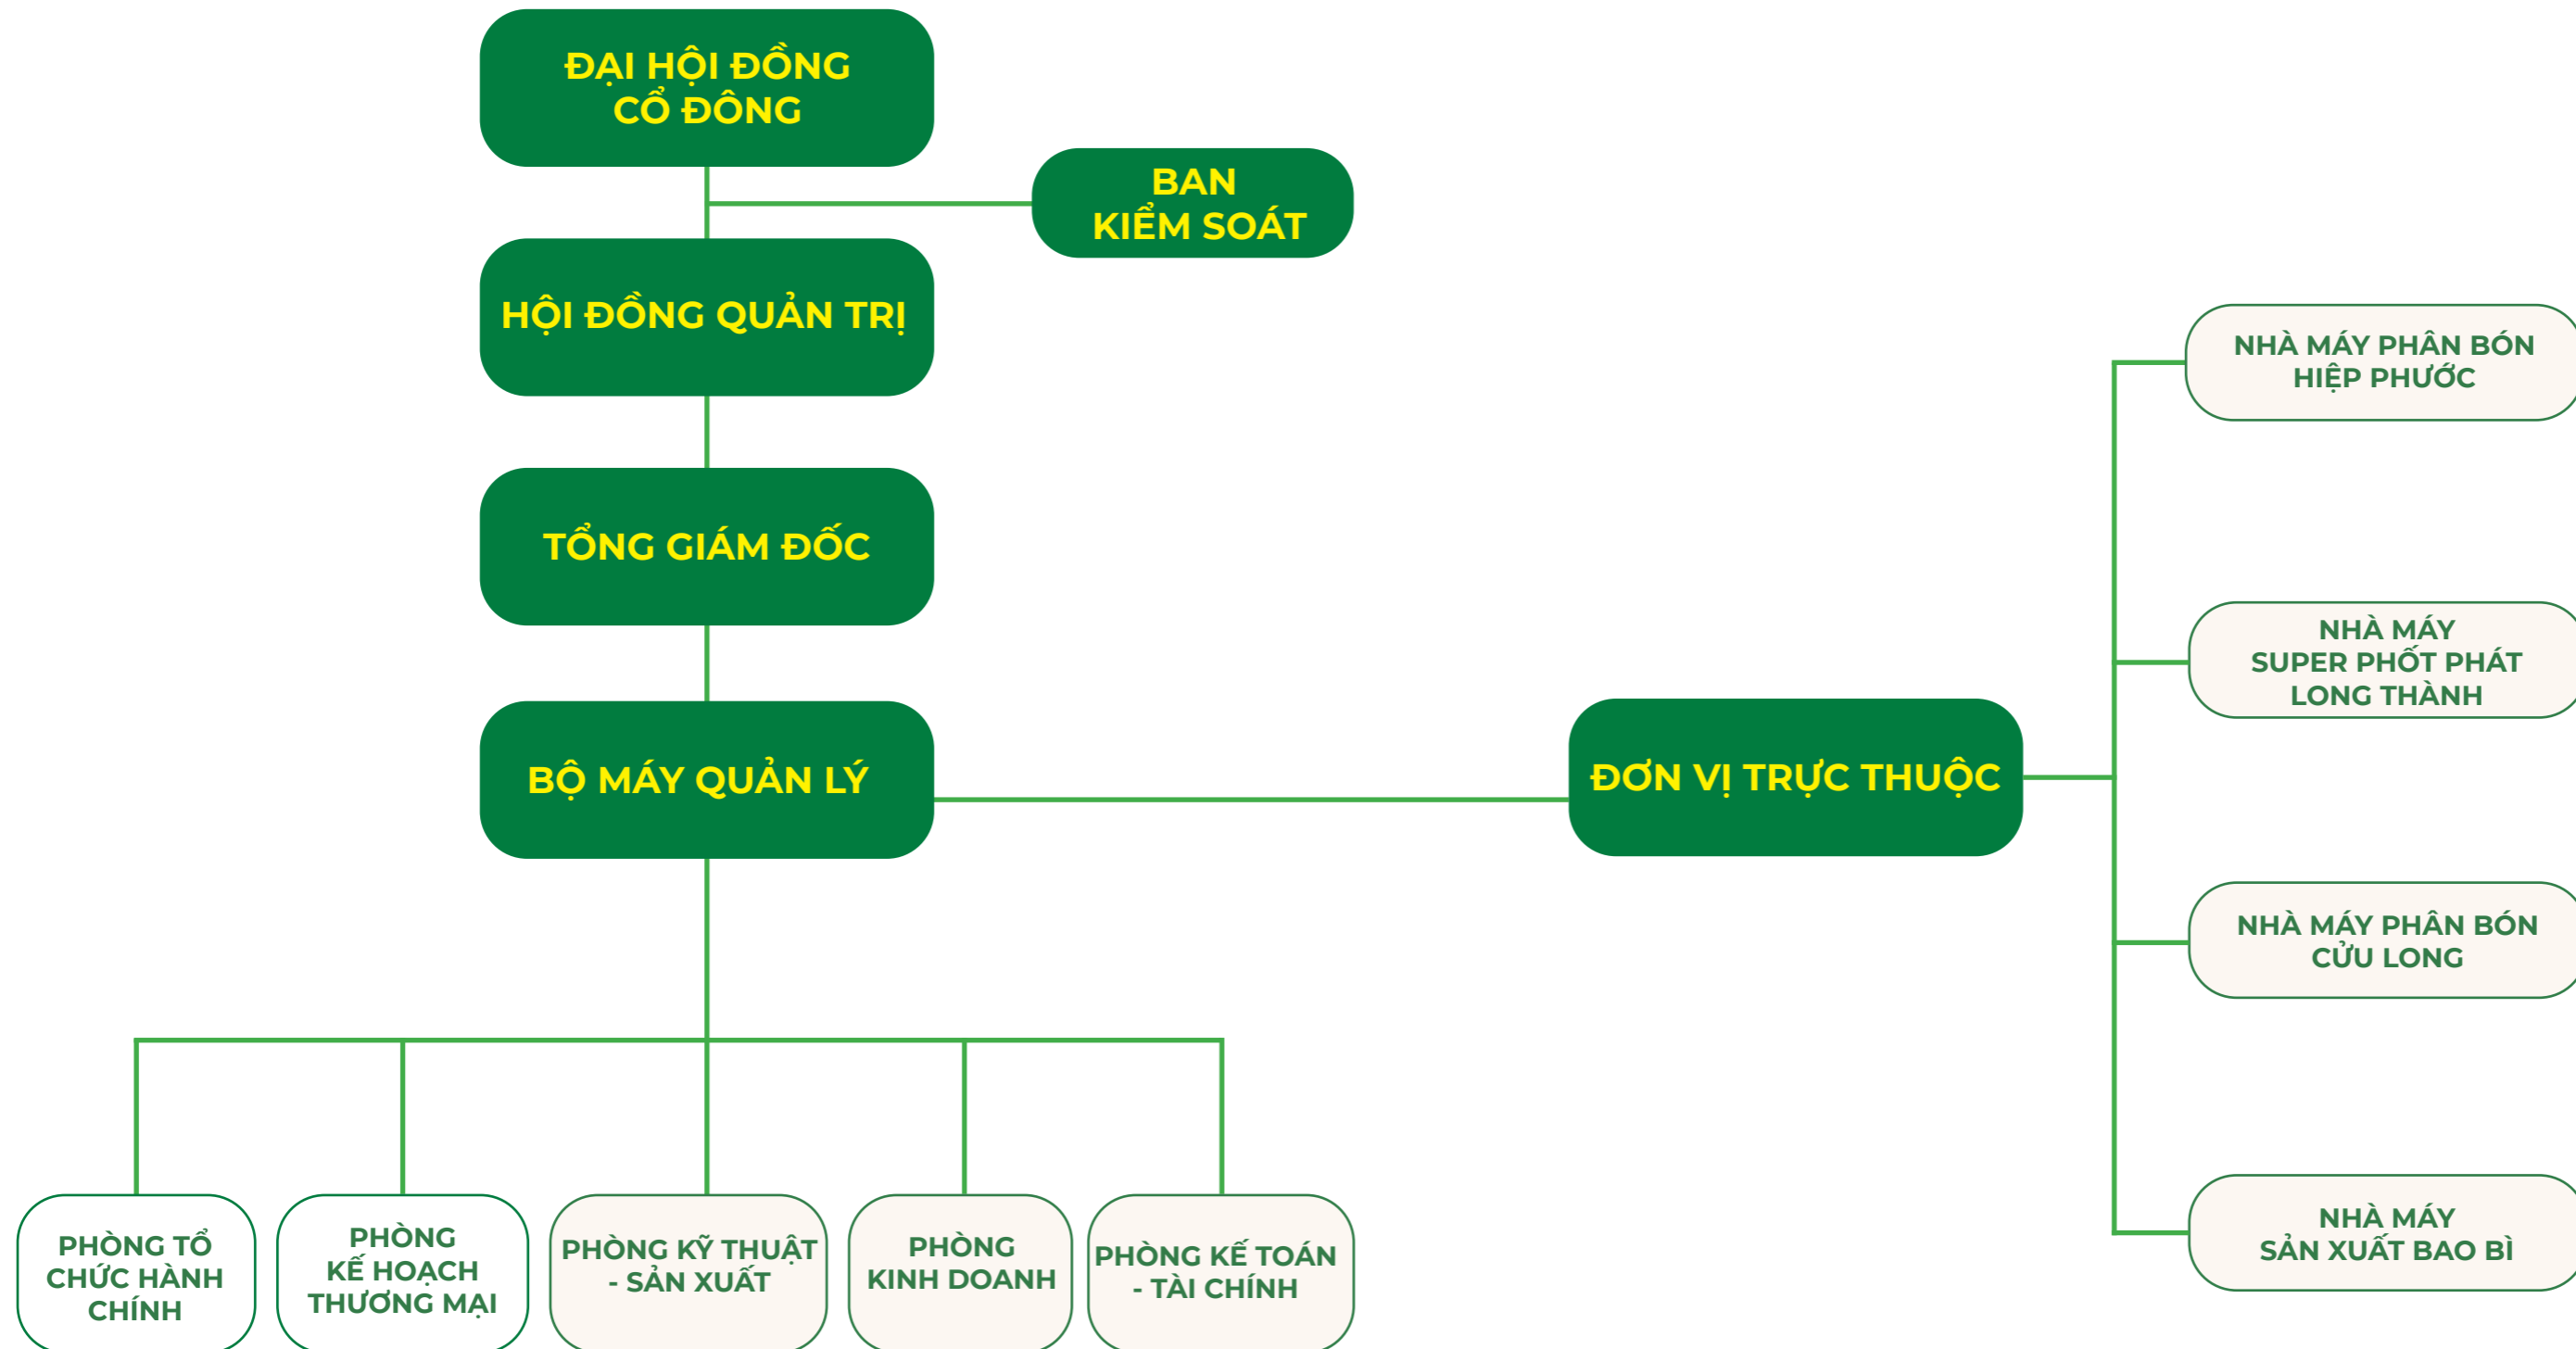 ĐẠI HỘI ĐỒNG
CỔ ĐÔNG
BAN
KIỂM SOÁT
HỘI ĐỒNG QUẢN TRỊ
TỔNG GIÁM ĐỐC
BỘ MÁY QUẢN LÝ
ĐƠN VỊ TRỰC THUỘC
NHÀ MÁY PHÂN BÓN
HIỆP PHƯỚC
NHÀ MÁY
SUPER PHỐT PHÁT
LONG THÀNH
NHÀ MÁY PHÂN BÓN
CỬU LONG
NHÀ MÁY
SẢN XUẤT BAO BÌ
PHÒNG TỔ
CHỨC HÀNH
CHÍNH
PHÒNG
KẾ HOẠCH
THƯƠNG MẠI
PHÒNG KỸ THUẬT
- SẢN XUẤT
PHÒNG
KINH DOANH
PHÒNG KẾ TOÁN
- TÀI CHÍNH